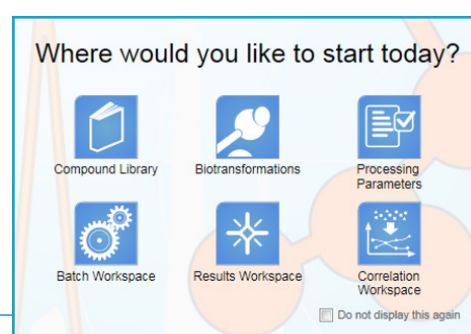 Where would you like to start today?
Compound Library
Biotransformations
Processing
Parameters
Batch Workspace
Results Workspace
Correlation
Workspace
Do not display this again